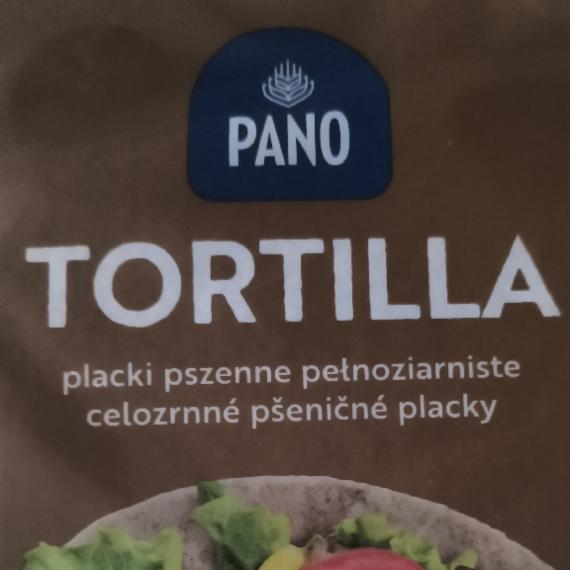 PANO
TORTILLA
placki pszenne pełnoziarniste
celozrnné pšeničné placky